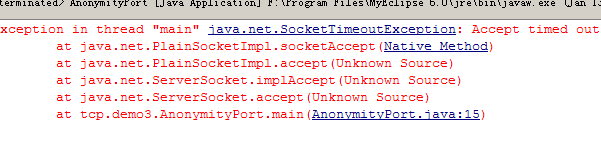 terminated> AnonymityPort [Java Application] F:\Program Files\MyEclipse 6.0\jre\bin\javaw.exe (Jan 13
xception in thread "main" java.net.SocketTimeoutException: Accept timed out
at java.net.PlainSocketImpl.socketAccept(Native Method)
at java.net.PlainSocketImpl.accept(Unknown Source)
at java.net.ServerSocket.implAccept(Unknown Source)
at java.net.ServerSocket.accept(Unknown Source)
at tcp.demo3.AnonymityPort.main(AnonymityPort.java:15)